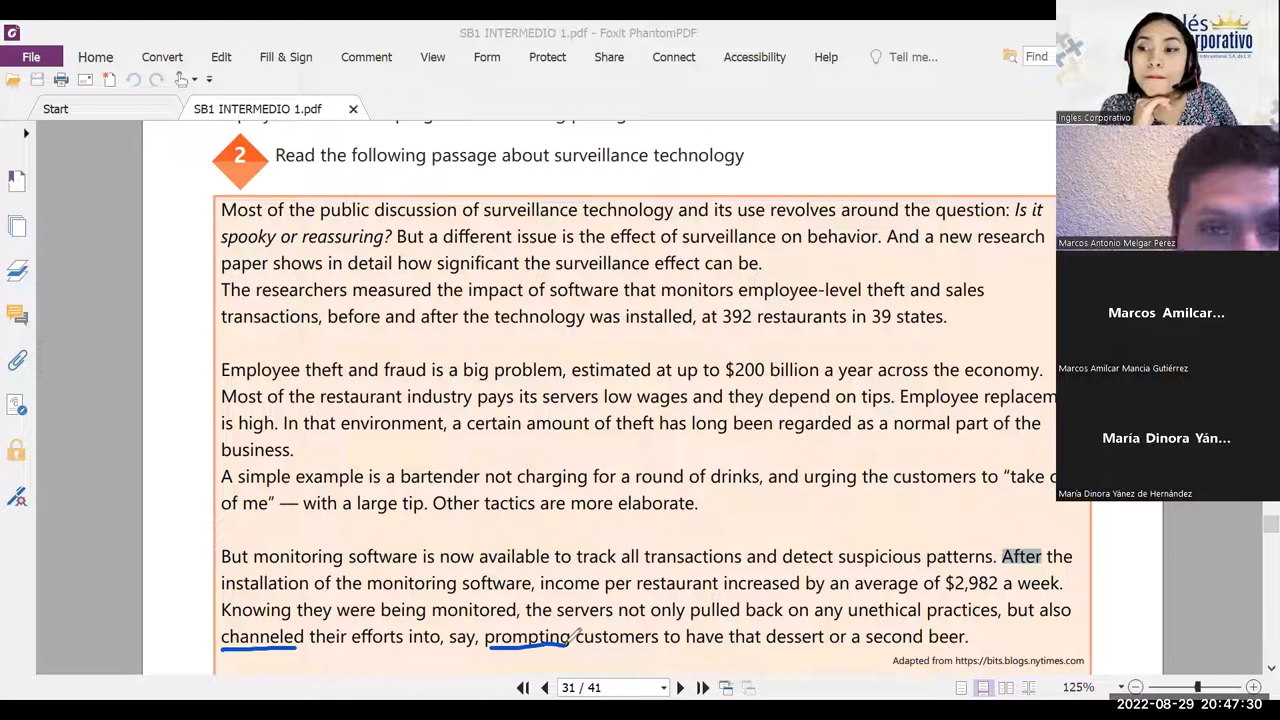 SB1 INTERMEDIO 1.pdf - Foxit PhantomPDF
File Home Convert Edit Fill & Sign Comment View Form Protect Share Connect Accessibility Help Tell me... Find
Start SB1 INTERMEDIO 1.pdf
2 Read the following passage about surveillance technology
Most of the public discussion of surveillance technology and its use revolves around the question: Is it
spooky or reassuring? But a different issue is the effect of surveillance on behavior. And a new research
paper shows in detail how significant the surveillance effect can be.
The researchers measured the impact of software that monitors employee-level theft and sales
transactions, before and after the technology was installed, at 392 restaurants in 39 states.
Employee theft and fraud is a big problem, estimated at up to $200 billion a year across the economy.
Most of the restaurant industry pays its servers low wages and they depend on tips. Employee replacem
is high. In that environment, a certain amount of theft has long been regarded as a normal part of the
business.
A simple example is a bartender not charging for a round of drinks, and urging the customers to “take
of me” — with a large tip. Other tactics are more elaborate.
But monitoring software is now available to track all transactions and detect suspicious patterns. After the
installation of the monitoring software, income per restaurant increased by an average of $2,982 a week.
Knowing they were being monitored, the servers not only pulled back on any unethical practices, but also
channeled their efforts into, say, prompting customers to have that dessert or a second beer.
Adapted from https://bits.blogs.nytimes.com
31 / 41
125%
Ingles Corporativo
Marcos Antonio Melgar Perez
Marcos Amilcar...
Marcos Amilcar Mancia Gutiérrez
María Dinora Yán...
María Dinora Yánez de Hernández
2022-08-29 20:47:30